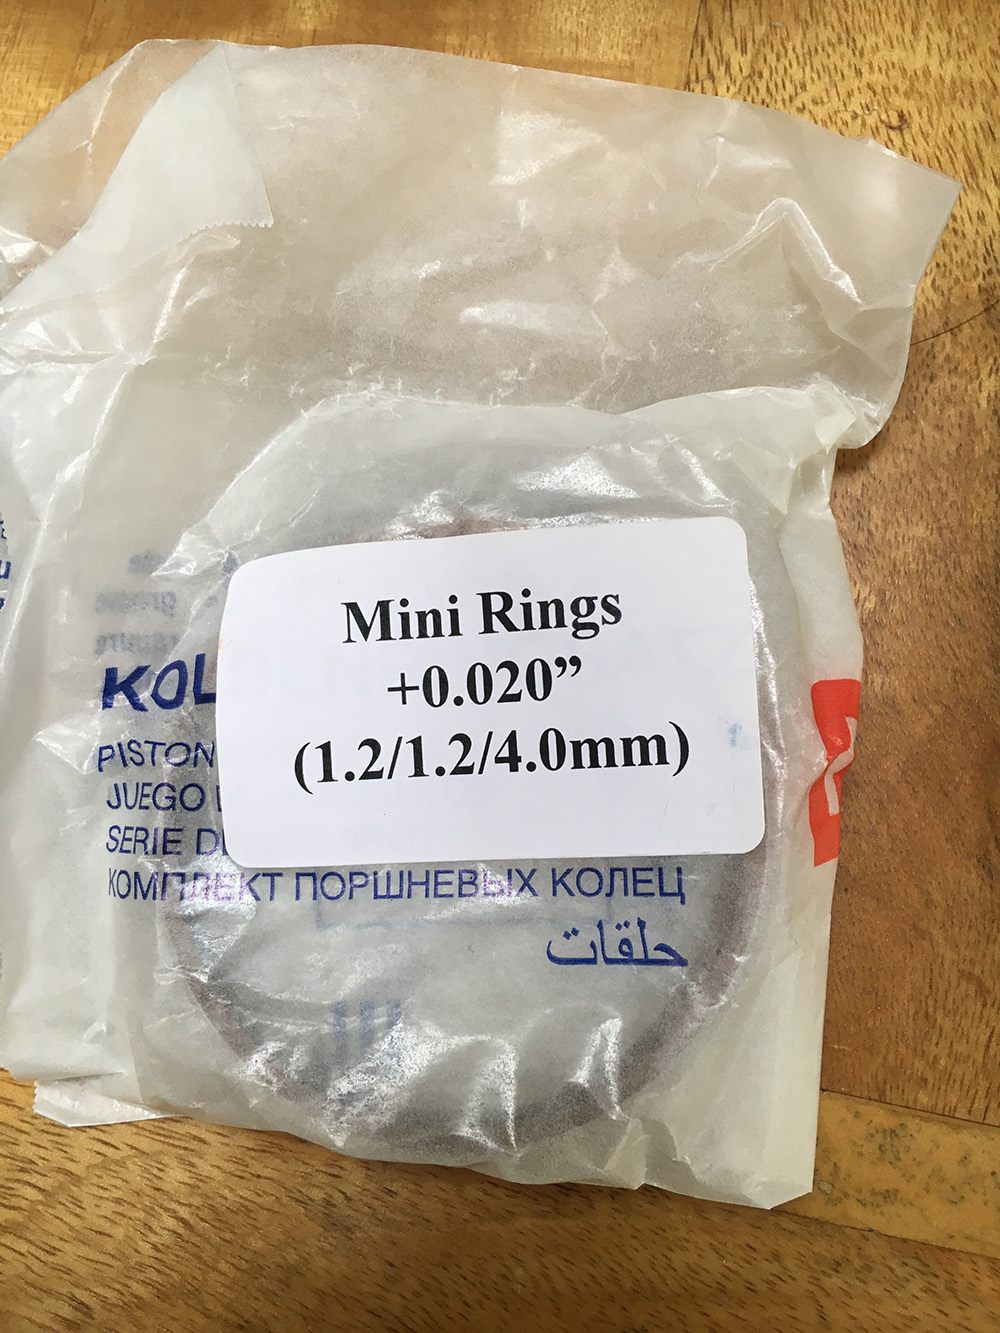 Mini Rings
+0.020”
(1.2/1.2/4.0mm)
KOL
PISTON
JUEGO
SERIE
КОМПЛЕКТ ПОРШНЕВЫХ КОЛЕЦ
حلقات